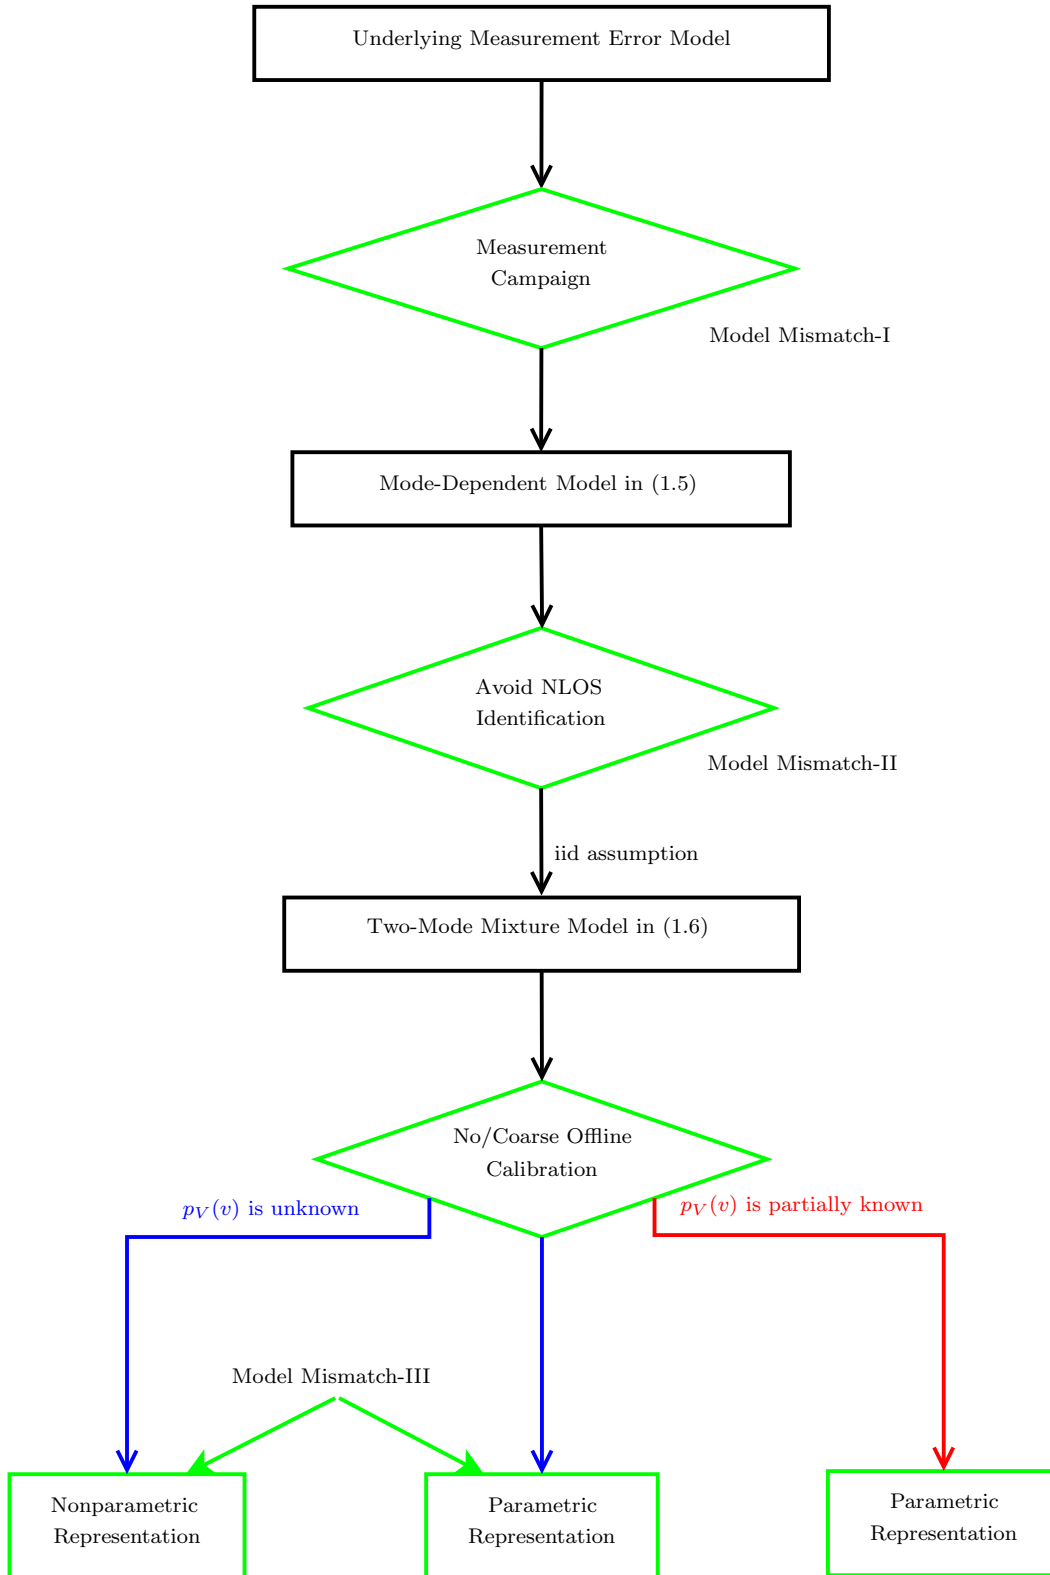 Underlying Measurement Error Model
Measurement
Campaign
Model Mismatch-I
Mode-Dependent Model in (1.5)
Avoid NLOS
Identification
Model Mismatch-II
iid assumption
Two-Mode Mixture Model in (1.6)
No/Coarse Offline
Calibration
p_V(v) is unknown
p_V(v) is partially known
Model Mismatch-III
Nonparametric
Representation
Parametric
Representation
Parametric
Representation